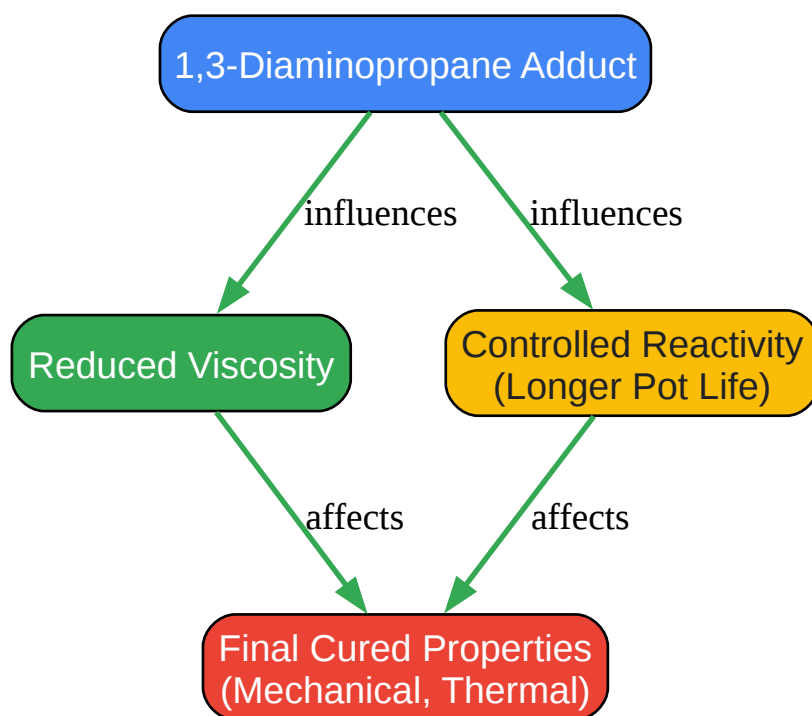 1,3-Diaminopropane Adduct
influences influences
Reduced Viscosity
Controlled Reactivity
(Longer Pot Life)
affects affects
Final Cured Properties
(Mechanical, Thermal)